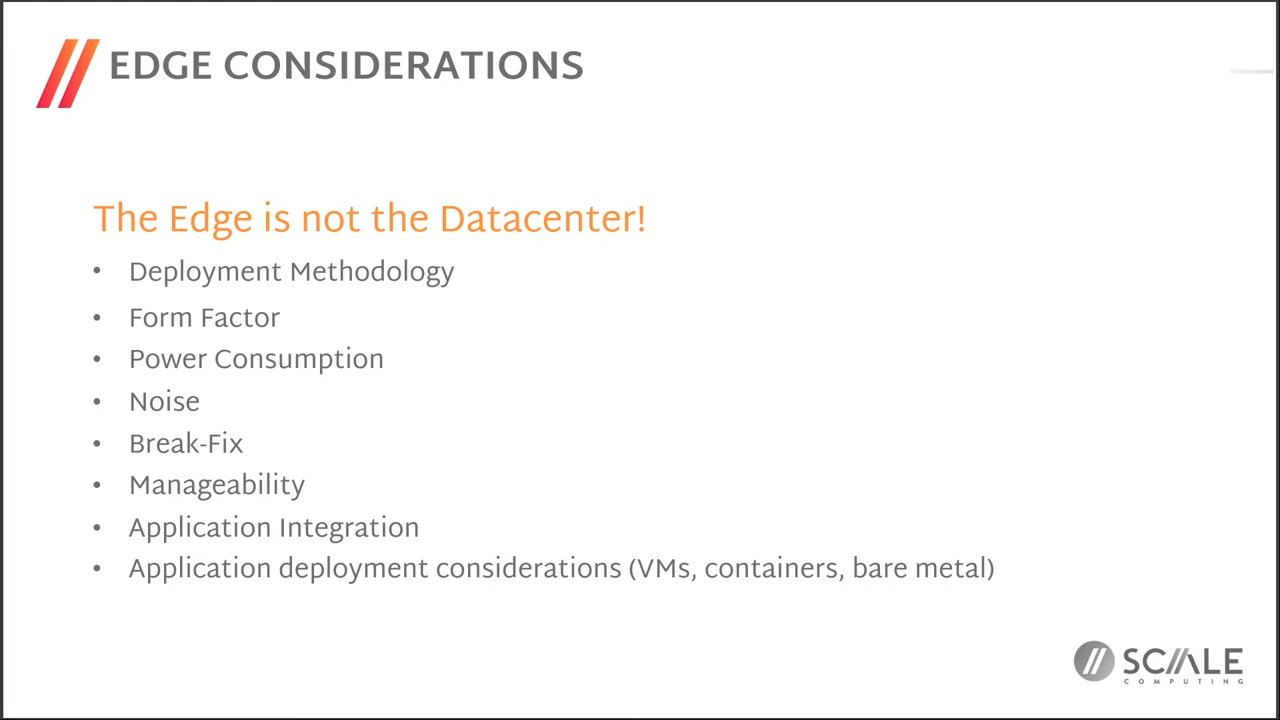 EDGE CONSIDERATIONS
The Edge is not the Datacenter!
• Deployment Methodology
• Form Factor
• Power Consumption
• Noise
• Break-Fix
• Manageability
• Application Integration
• Application deployment considerations (VMs, containers, bare metal)
SCALE
COMPUTING